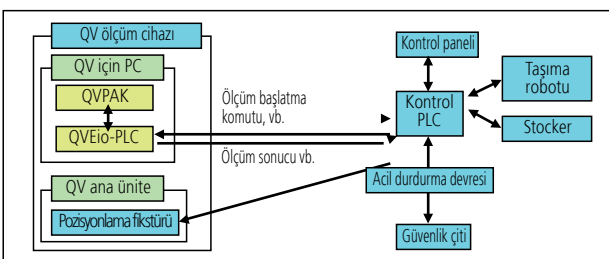 QV ölçüm cihazı
QV için PC
QVPAK
QVEio-PLC
QV ana ünite
Pozisyonlama fikstürü
Ölçüm başlatma
komutu, vb.
Ölçüm sonucu vb.
Kontrol paneli
Kontrol
PLC
Taşıma
robotu
Stocker
Acil durdurma devresi
Güvenlik çiti